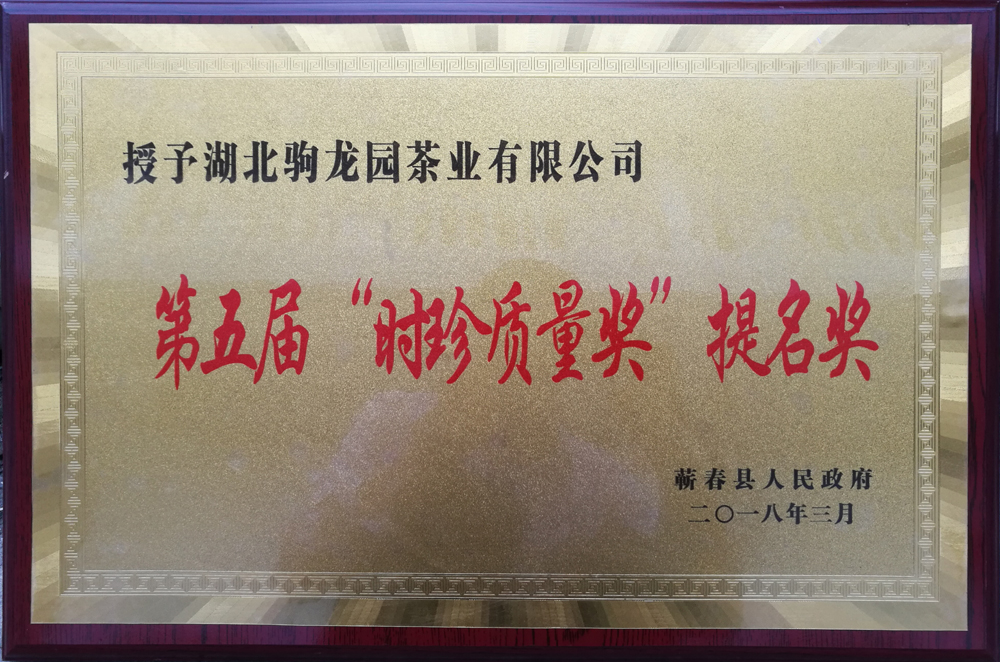 授予湖北驹龙园茶业有限公司
第五届“时珍质量奖”提名奖
蕲春县人民政府
二〇一八年三月